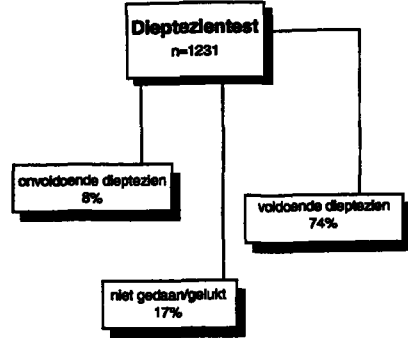 Dieptezientest
n=1231
onvoldoende dieptezien
8%
voldoende dieptezien
74%
niet gedaan/gelukt
17%